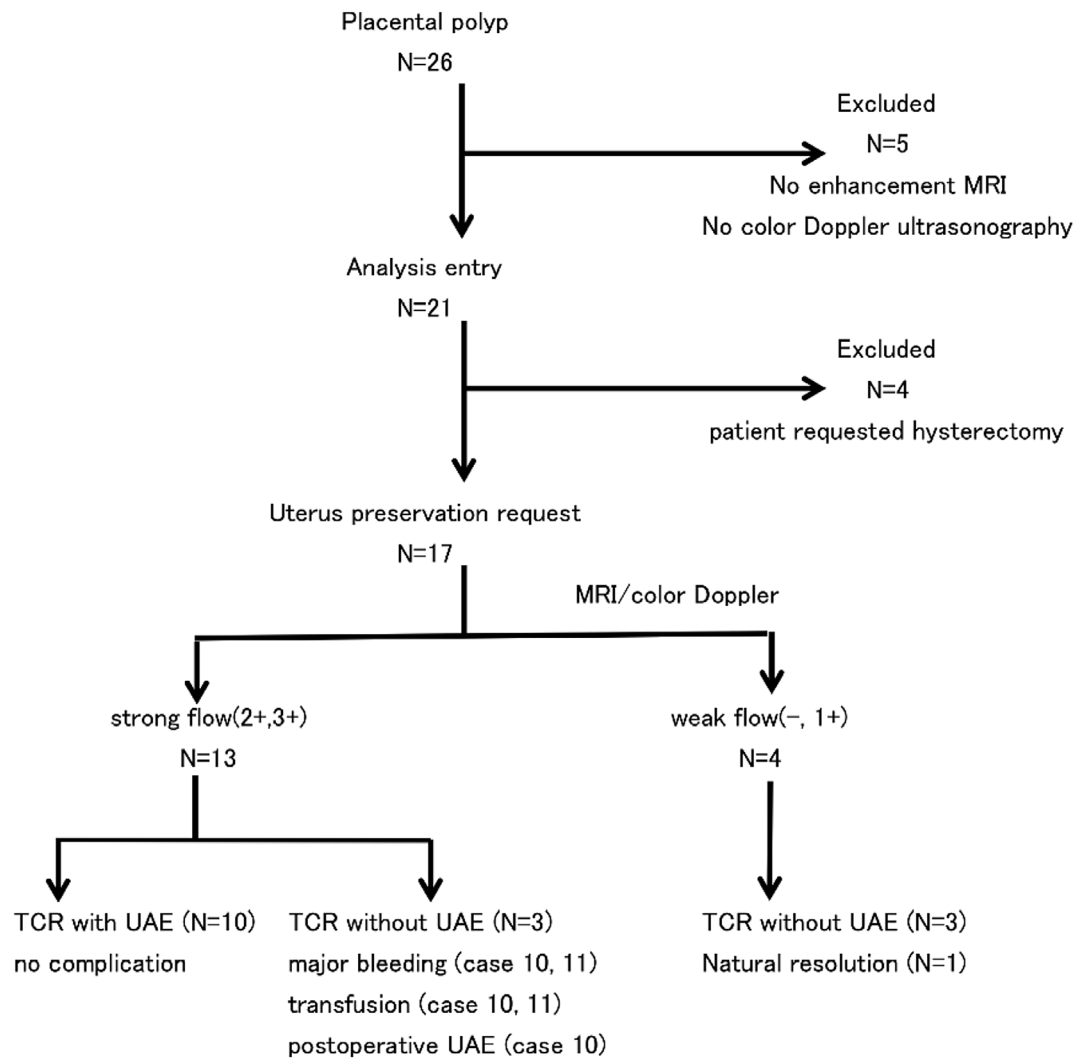 Placental polyp
N=26
Excluded
N=5
No enhancement MRI
No color Doppler ultrasonography
Analysis entry
N=21
Excluded
N=4
patient requested hysterectomy
Uterus preservation request
N=17
MRI/color Doppler
strong flow(2+,3+)
N=13
weak flow(-, 1+)
N=4
TCR with UAE (N=10)
no complication
TCR without UAE (N=3)
major bleeding (case 10, 11)
transfusion (case 10, 11)
postoperative UAE (case 10)
TCR without UAE (N=3)
Natural resolution (N=1)